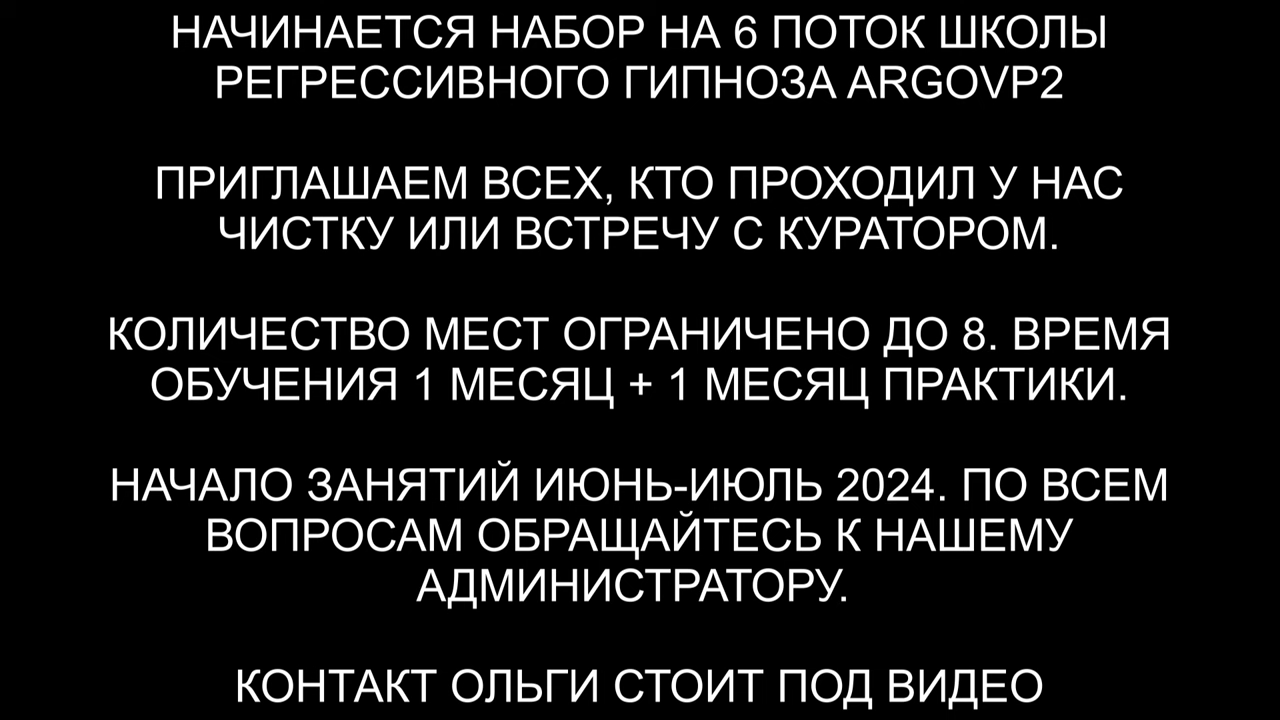 НАЧИНАЕТСЯ НАБОР НА 6 ПОТОК ШКОЛЫ
РЕГРЕССИВНОГО ГИПНОЗА ARGOVP2
ПРИГЛАШАЕМ ВСЕХ, КТО ПРОХОДИЛ У НАС
ЧИСТКУ ИЛИ ВСТРЕЧУ С КУРАТОРОМ.
КОЛИЧЕСТВО МЕСТ ОГРАНИЧЕНО ДО 8. ВРЕМЯ
ОБУЧЕНИЯ 1 МЕСЯЦ + 1 МЕСЯЦ ПРАКТИКИ.
НАЧАЛО ЗАНЯТИЙ ИЮНЬ-ИЮЛЬ 2024. ПО ВСЕМ
ВОПРОСАМ ОБРАЩАЙТЕСЬ К НАШЕМУ
АДМИНИСТРАТОРУ.
КОНТАКТ ОЛЬГИ СТОИТ ПОД ВИДЕО